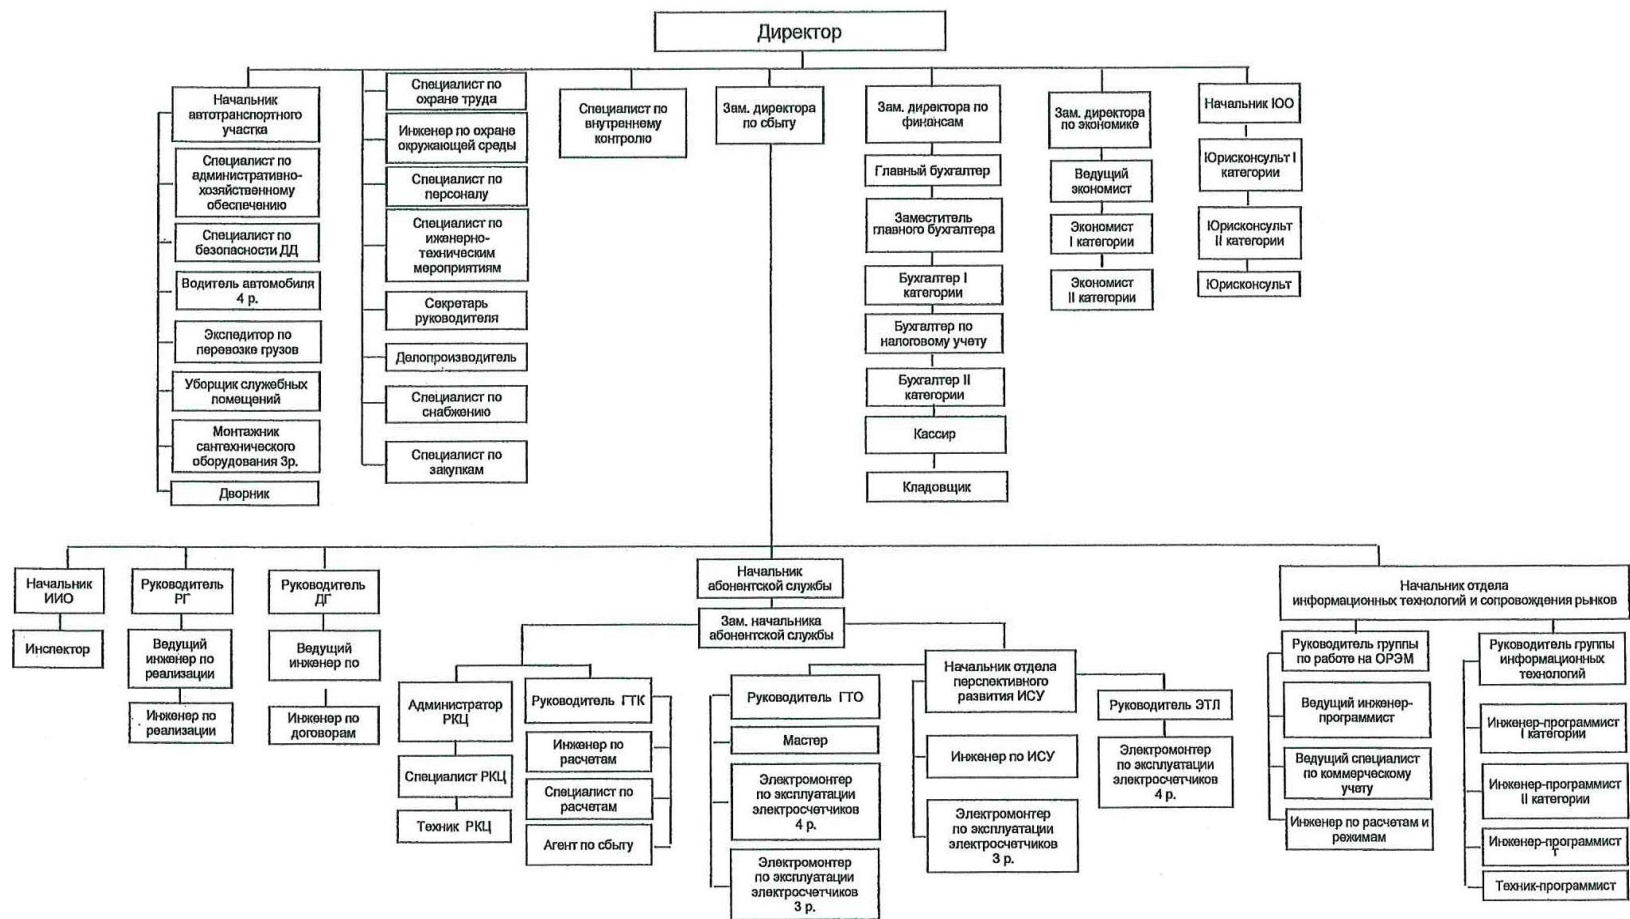 Директор
Начальник
автотранспортного
участка
Специалист по
административно-
хозяйственному
обеспечению
Специалист по
безопасности ДД
Водитель автомобиля
4 р.
Экспедитор по
перевозке грузов
Уборщик служебных
помещений
Монтажник
сантехнического
оборудования 3р.
Дворник
Специалист по
охране труда
Инженер по охране
окружающей среды
Специалист по
персоналу
Специалист по
иженерно-
техническим
мероприятиям
Секретарь
руководителя
Делопроизводитель
Специалист по
снабжению
Специалист по
закупкам
Специалист по
внутреннему
контролю
Зам. директора
по сбыту
Зам. директора по
финансам
Главный бухгалтер
Заместитель
главного бухгалтера
Бухгалтер I
категории
Бухгалтер по
налоговому учету
Бухгалтер II
категории
Кассир
Кладовщик
Зам. директора
по экономике
Ведущий
экономист
Экономист
I категории
Экономист
II категории
Начальник ЮО
Юрисконсульт I
категории
Юрисконсульт
II категории
Юрисконсульт
Начальник
ИИО
Инспектор
Руководитель
РГ
Ведущий
инженер по
реализации
Инженер по
реализации
Руководитель
ДГ
Ведущий
инженер по
Инженер по
договорам
Начальник
абонентской службы
Зам. начальника
абонентской службы
Администратор
РКЦ
Специалист РКЦ
Техник РКЦ
Руководитель ГТК
Инженер по
расчетам
Специалист по
расчетам
Агент по сбыту
Руководитель ГТО
Мастер
Электромонтер
по эксплуатации
электросчетчиков
4 р.
Электромонтер
по эксплуатации
электросчетчиков
3 р.
Начальник отдела
перспективного
развития ИСУ
Инженер по ИСУ
Электромонтер
по эксплуатации
электросчетчиков
3 р.
Руководитель ЭТЛ
Электромонтер
по эксплуатации
электросчетчиков
4 р.
Начальник отдела
информационных технологий и сопровождения рынков
Руководитель группы
по работе на ОРЭМ
Ведущий инженер-
программист
Ведущий специалист
по коммерческому
учету
Инженер по расчетам и
режимам
Руководитель группы
информационных
технологий
Инженер-программист
I категории
Инженер-программист
II категории
Инженер-программист
Техник-программист